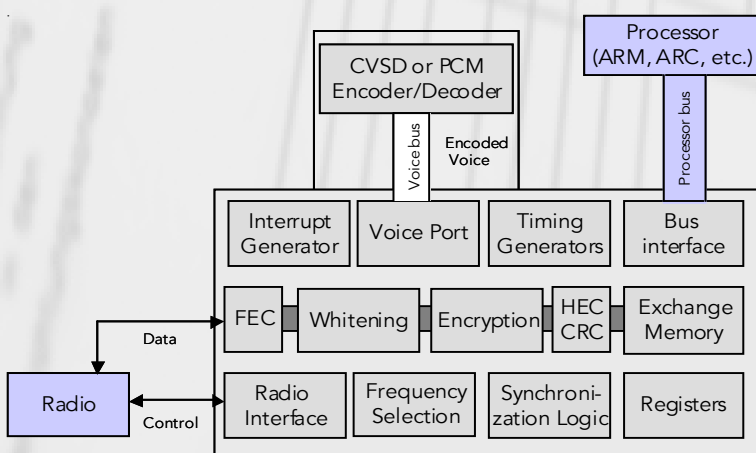 Processor
(ARM, ARC, etc.)
CVSD or PCM
Encoder/Decoder
Voice bus
Encoded
Voice
Processor bus
Interrupt
Generator
Voice Port
Timing
Generators
Bus
interface
FEC
Whitening
Encryption
HEC
CRC
Exchange
Memory
Data
Radio
Control
Radio
Interface
Frequency
Selection
Synchroni-
zation Logic
Registers